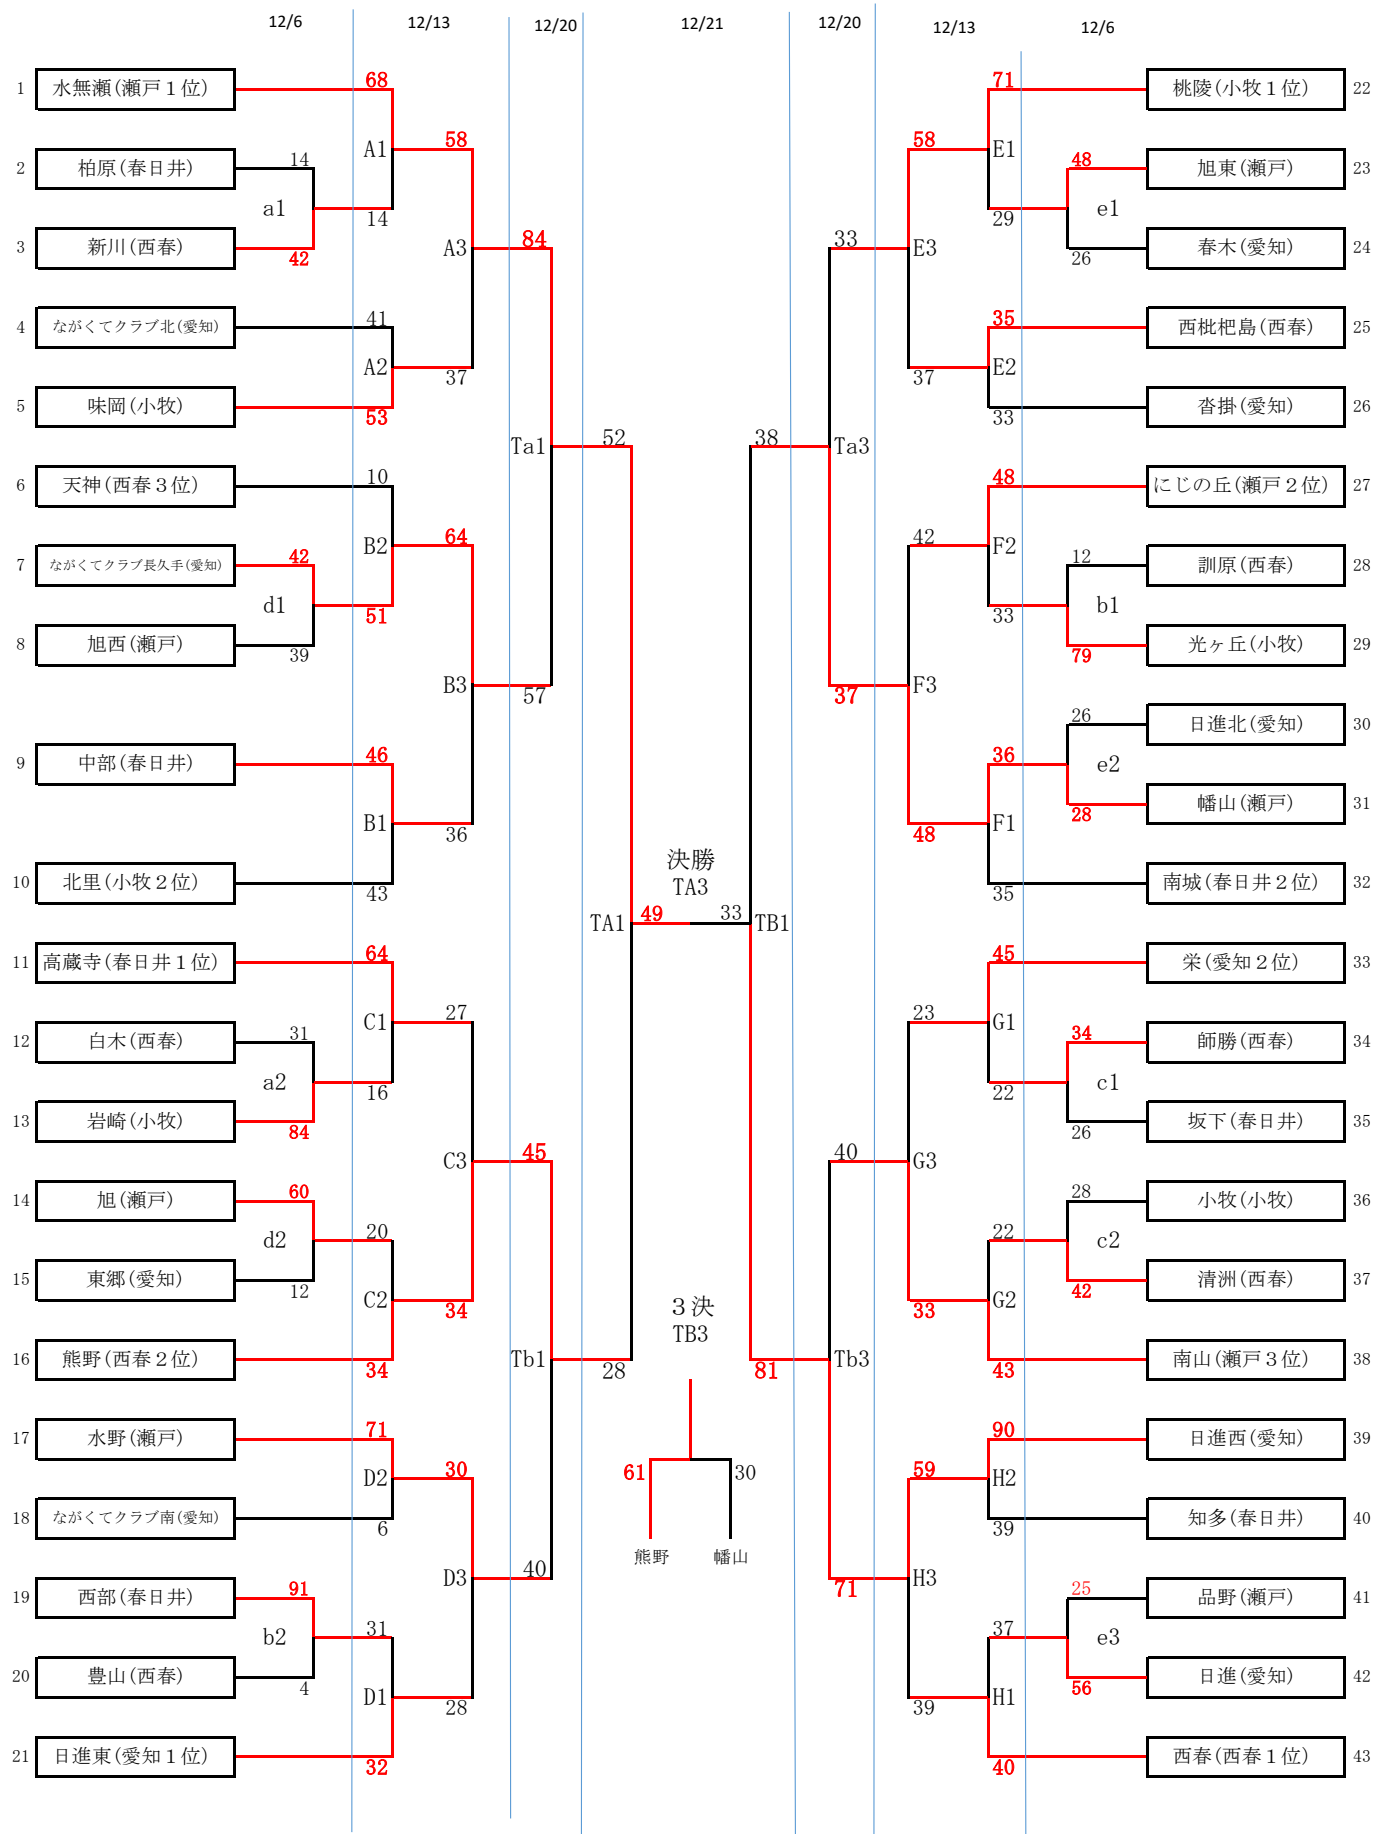 12/6 12/13 12/20 12/21 12/20 12/13 12/6
1 水無瀬(瀬戸１位) 68 71 桃陵(小牧１位) 22
58 A1 58 E1
2 柏原(春日井) 14 48 旭東(瀬戸) 23
a1 14 29 e1
3 新川(西春) 42 A3 84 33 E3 26 春木(愛知) 24
4 ながくてクラブ北(愛知) 41 35 西枇杷島(西春) 25
A2 37 37 E2
5 味岡(小牧) 53 33 沓掛(愛知) 26
Ta1 52 38 Ta3
6 天神(西春３位) 10 48 にじの丘(瀬戸２位) 27
B2 64 42 F2
7 ながくてクラブ長久手(愛知) 42 12 訓原(西春) 28
d1 51 33 b1
8 旭西(瀬戸) 39 79 光ヶ丘(小牧) 29
B3 57 37 F3
26 日進北(愛知) 30
9 中部(春日井) 46 36 e2
28 幡山(瀬戸) 31
B1 36 48 F1
決勝
TA3
10 北里(小牧２位) 43 35 南城(春日井２位) 32
TA1 49 33 TB1
11 高蔵寺(春日井１位) 64 45 栄(愛知２位) 33
C1 27 23 G1
12 白木(西春) 31 34 師勝(西春) 34
a2 16 22 c1
13 岩崎(小牧) 84 26 坂下(春日井) 35
C3 45 40 G3
14 旭(瀬戸) 60 28 小牧(小牧) 36
d2 20 22 c2
15 東郷(愛知) 12 42 清洲(西春) 37
C2 34 33 G2
３決
TB3
16 熊野(西春２位) 34 43 南山(瀬戸３位) 38
Tb1 28 81 Tb3
17 水野(瀬戸) 71 90 日進西(愛知) 39
D2 30 61 30 59 H2
18 ながくてクラブ南(愛知) 6 39 知多(春日井) 40
熊野 幡山
D3 40 71 H3
19 西部(春日井) 91 25 品野(瀬戸) 41
b2 31 37 e3
20 豊山(西春) 4 56 日進(愛知) 42
D1 28 39 H1
21 日進東(愛知１位) 32 40 西春(西春１位) 43